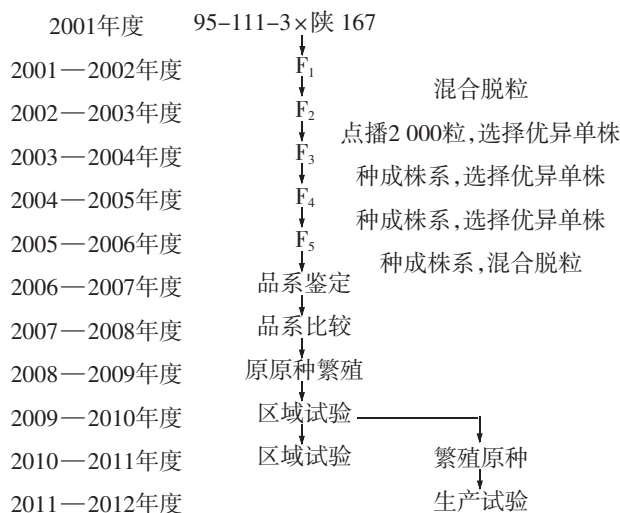 2001年度 95-111-3×陕 167
2001—2002年度 F₁
混合脱粒
2002—2003年度 F₂
点播2 000粒,选择优异单株
2003—2004年度 F₃
种成株系,选择优异单株
2004—2005年度 F₄
种成株系,选择优异单株
2005—2006年度 F₅
种成株系,混合脱粒
2006—2007年度 品系鉴定
2007—2008年度 品系比较
2008—2009年度 原原种繁殖
2009—2010年度 区域试验
2010—2011年度 区域试验 繁殖原种
2011—2012年度 生产试验